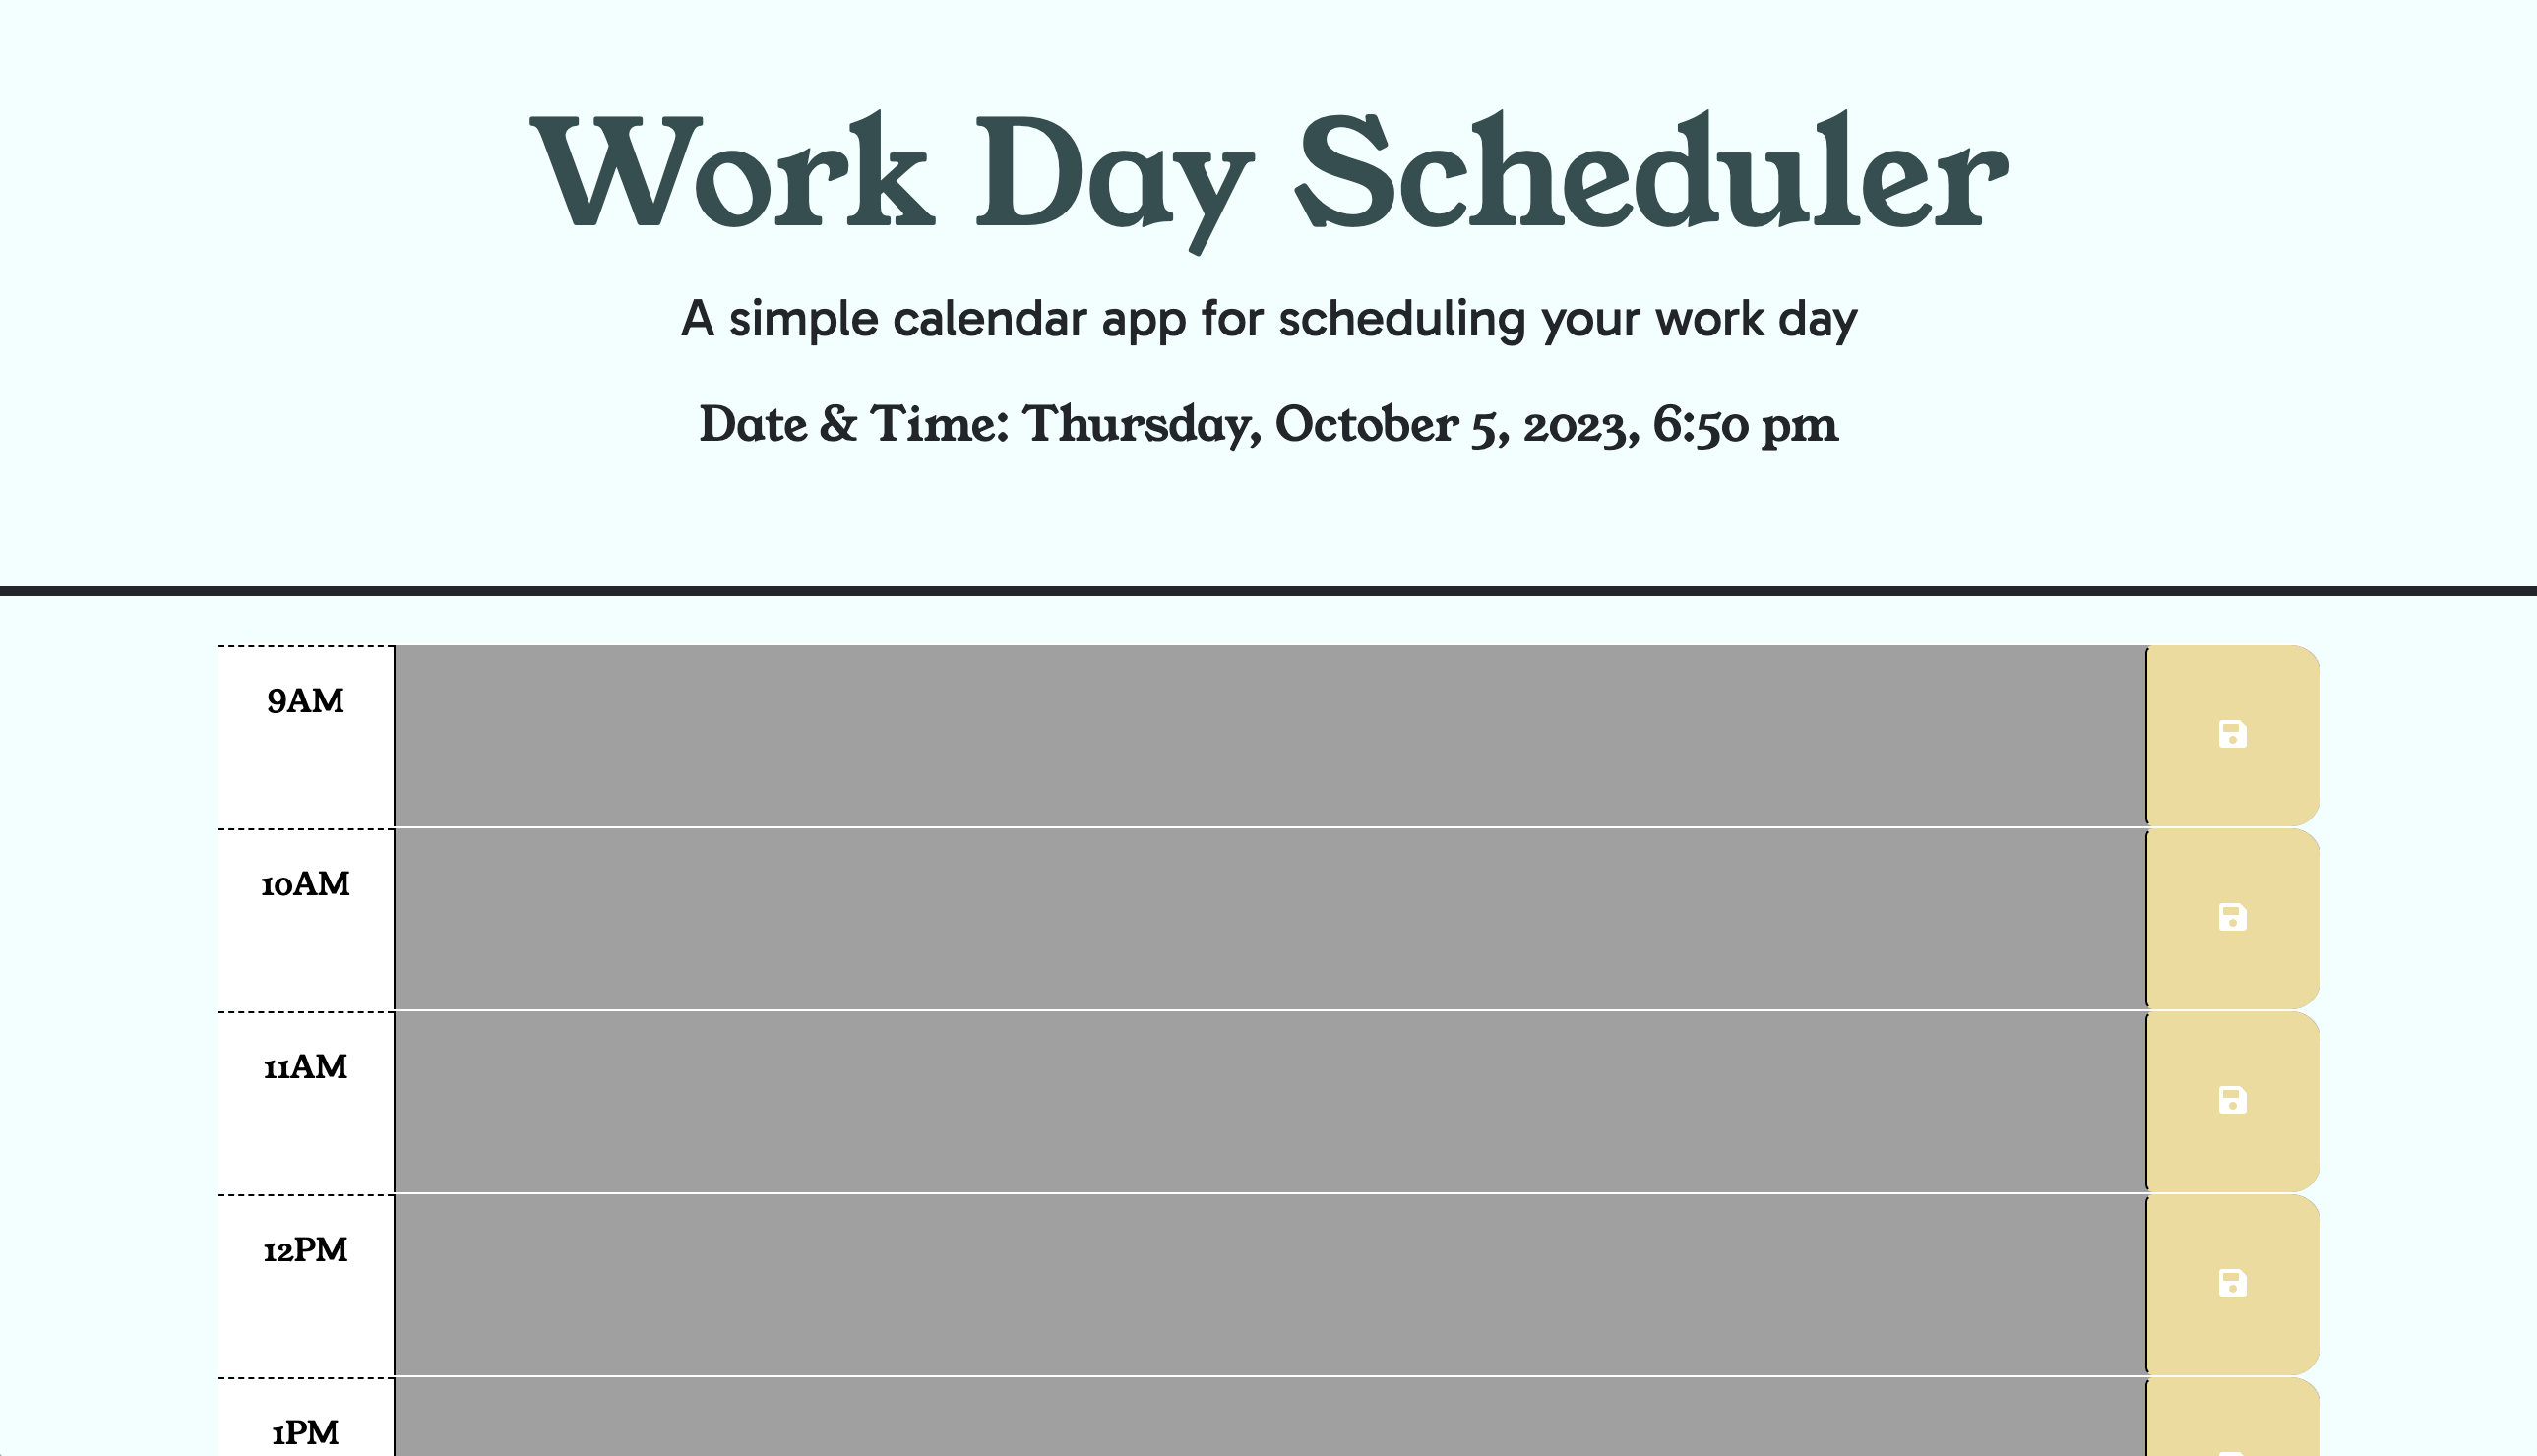 Work Day Scheduler
A simple calendar app for scheduling your work day
Date & Time: Thursday, October 5, 2023, 6:50 pm
9AM
10AM
11AM
12PM
1PM